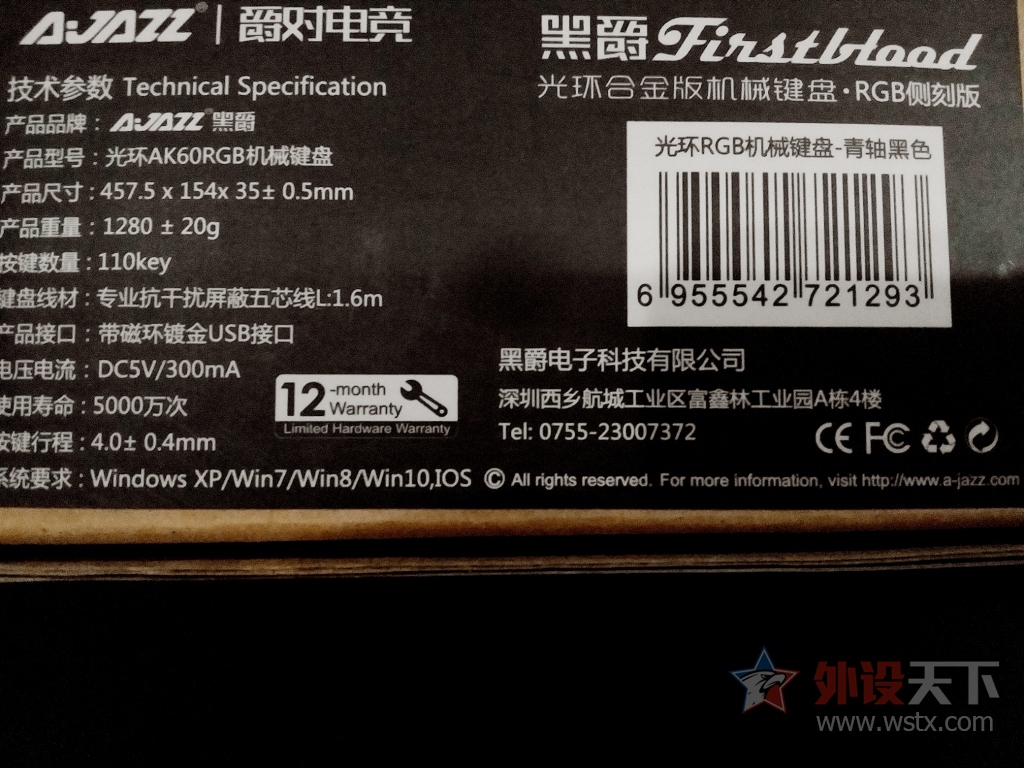 A-JAZZ® | 爵对电竞
技术参数 Technical Specification
产品品牌：A-JAZZ® 黑爵
产品型号：光环AK60RGB机械键盘
产品尺寸：457.5 x 154x 35± 0.5mm
产品重量：1280 ± 20g
按键数量：110key
键盘线材：专业抗干扰屏蔽五芯线L:1.6m
产品接口：带磁环镀金USB接口
电压电流：DC5V/300mA
使用寿命：5000万次
按键行程：4.0± 0.4mm
系统要求：Windows XP/Win7/Win8/Win10,IOS
12-month
Warranty
Limited Hardware Warranty
黑爵 Firstblood
光环合金版机械键盘·RGB侧刻版
光环RGB机械键盘-青轴黑色
6 955542 721293
黑爵电子科技有限公司
深圳西乡航城工业区富鑫林工业园A栋4楼
Tel: 0755-23007372
CE FC
© All rights reserved. For more information, visit http://www.a-jazz.com
外设天下
www.wstx.com